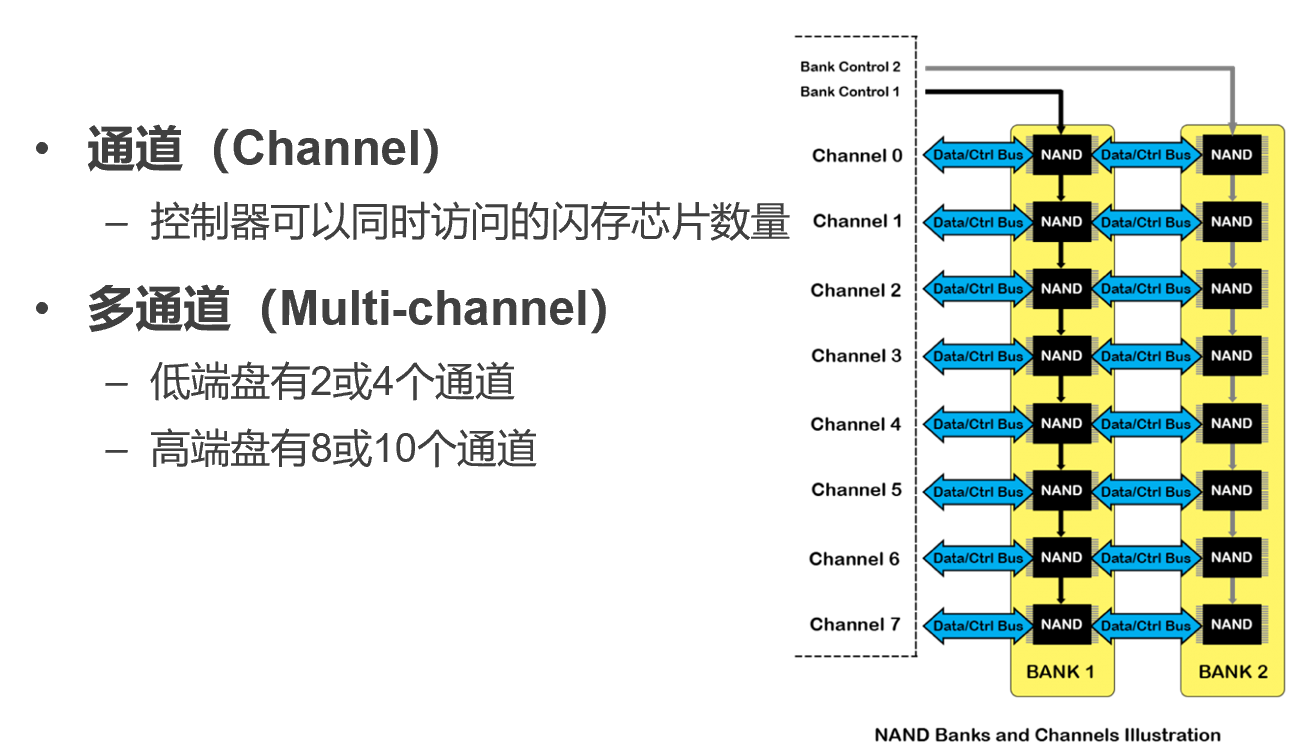 • 通道（Channel）
– 控制器可以同时访问的闪存芯片数量
• 多通道（Multi-channel）
– 低端盘有2或4个通道
– 高端盘有8或10个通道
Bank Control 2
Bank Control 1
Channel 0 Data/Ctrl Bus NAND Data/Ctrl Bus NAND
Channel 1 Data/Ctrl Bus NAND Data/Ctrl Bus NAND
Channel 2 Data/Ctrl Bus NAND Data/Ctrl Bus NAND
Channel 3 Data/Ctrl Bus NAND Data/Ctrl Bus NAND
Channel 4 Data/Ctrl Bus NAND Data/Ctrl Bus NAND
Channel 5 Data/Ctrl Bus NAND Data/Ctrl Bus NAND
Channel 6 Data/Ctrl Bus NAND Data/Ctrl Bus NAND
Channel 7 Data/Ctrl Bus NAND Data/Ctrl Bus NAND
BANK 1 BANK 2
NAND Banks and Channels Illustration